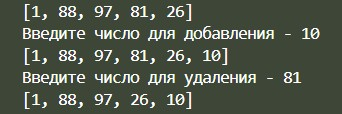 [1, 88, 97, 81, 26]
Введите число для добавления - 10
[1, 88, 97, 81, 26, 10]
Введите число для удаления - 81
[1, 88, 97, 26, 10]